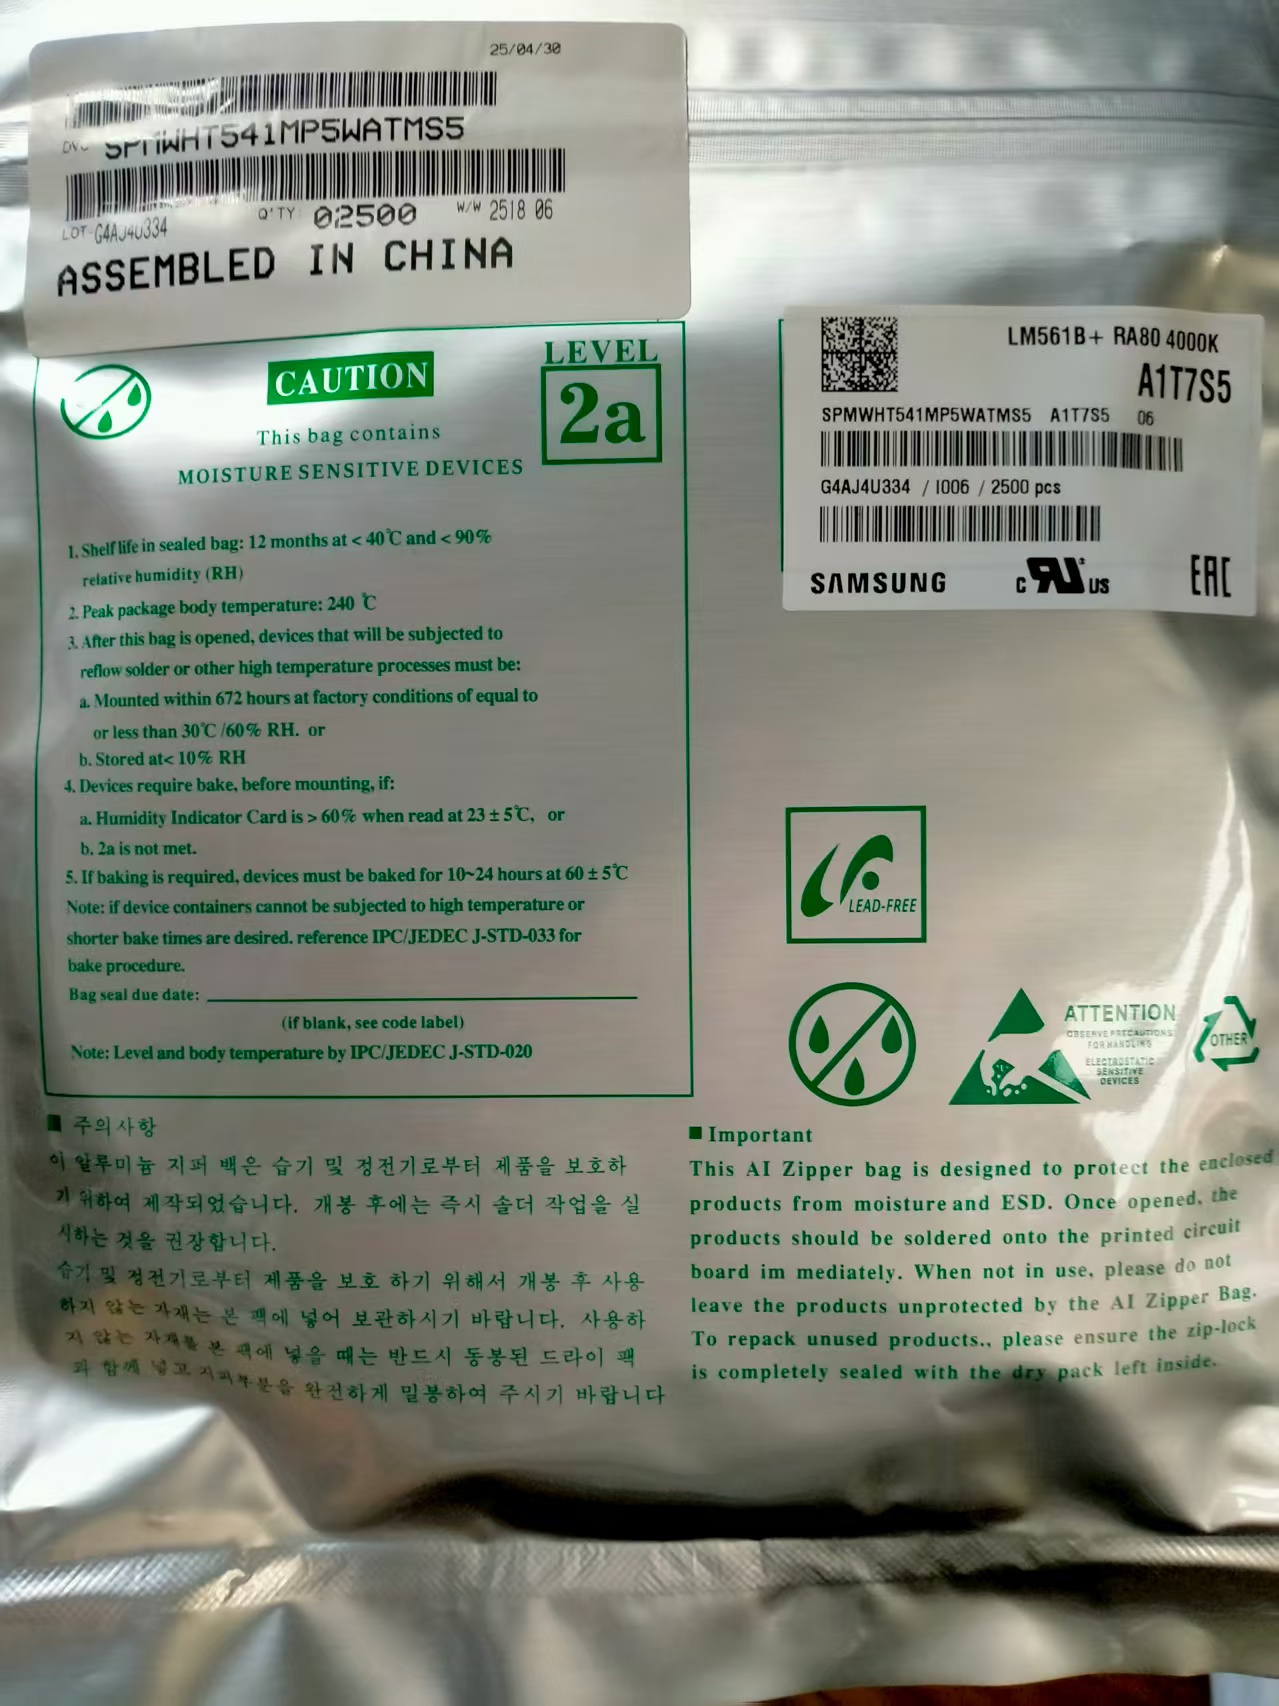 25/04/30
SPMWHT541MP5WATMS5
LOT-G4AJ4U334 Q'TY: 02500 W/W 2518 06
ASSEMBLED IN CHINA
CAUTION
LEVEL
2a
This bag contains
MOISTURE SENSITIVE DEVICES
1. Shelf life in sealed bag: 12 months at < 40℃ and < 90%
relative humidity (RH)
2. Peak package body temperature: 240 ℃
3. After this bag is opened, devices that will be subjected to
reflow solder or other high temperature processes must be:
a. Mounted within 672 hours at factory conditions of equal to
or less than 30℃ /60% RH. or
b. Stored at< 10% RH
4. Devices require bake, before mounting, if:
a. Humidity Indicator Card is > 60% when read at 23 ± 5℃, or
b. 2a is not met.
5. If baking is required, devices must be baked for 10~24 hours at 60 ± 5℃
Note: if device containers cannot be subjected to high temperature or
shorter bake times are desired. reference IPC/JEDEC J-STD-033 for
bake procedure.
Bag seal due date:
(if blank, see code label)
Note: Level and body temperature by IPC/JEDEC J-STD-020
LM561B+ RA80 4000K
A1T7S5
SPMWHT541MP5WATMS5 A1T7S5 06
G4AJ4U334 / I006 / 2500 pcs
SAMSUNG c RU US EAC
LEAD-FREE
ATTENTION
OBSERVE PRECAUTIONS
FOR HANDLING
ELECTROSTATIC
SENSITIVE
DEVICES
OTHER
■ 주의사항
이 알루미늄 지퍼 백은 습기 및 정전기로부터 제품을 보호하
기 위하여 제작되었습니다. 개봉 후에는 즉시 솔더 작업을 실
시하는 것을 권장합니다.
습기 및 정전기로부터 제품을 보호 하기 위해서 개봉 후 사용
하지 않는 자재는 본 팩에 넣어 보관하시기 바랍니다. 사용하
지 않는 자재를 본 팩에 넣을 때는 반드시 동봉된 드라이 팩
과 함께 넣고 지퍼부분을 완전하게 밀봉하여 주시기 바랍니다
■ Important
This AI Zipper bag is designed to protect the enclosed
products from moisture and ESD. Once opened, the
products should be soldered onto the printed circuit
board im mediately. When not in use, please do not
leave the products unprotected by the AI Zipper Bag.
To repack unused products., please ensure the zip-lock
is completely sealed with the dry pack left inside.